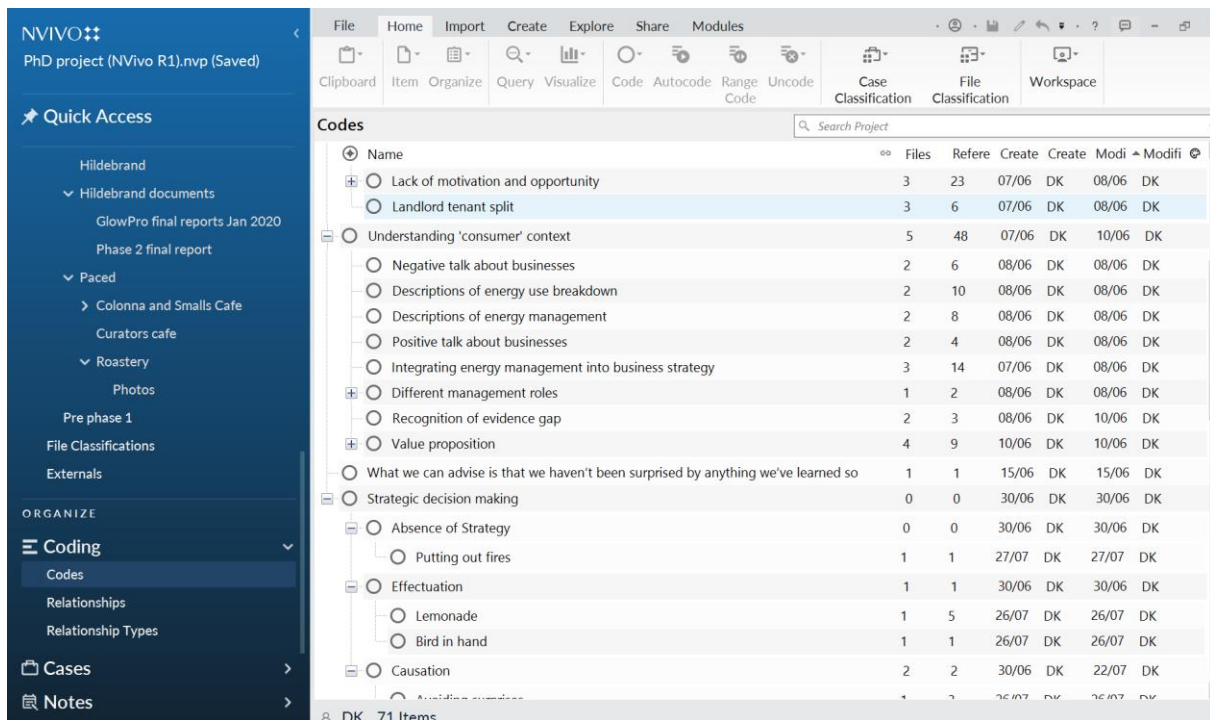 NVIVO
PhD project (NVivo R1).nvp (Saved)
Quick Access
Hildebrand
Hildebrand documents
GlowPro final reports Jan 2020
Phase 2 final report
Paced
Colonna and Smalls Cafe
Curators cafe
Roastery
Photos
Pre phase 1
File Classifications
Externals
ORGANIZE
Coding
Codes
Relationships
Relationship Types
Cases
Notes
File Home Import Create Explore Share Modules
Clipboard Item Organize Query Visualize Code Autocode Range Code Uncode Case Classification File Classification Workspace
Codes Search Project
Name Files Refere Create Create Modi Modifi
Lack of motivation and opportunity 3 23 07/06 DK 08/06 DK
Landlord tenant split 3 6 07/06 DK 08/06 DK
Understanding 'consumer' context 5 48 07/06 DK 10/06 DK
Negative talk about businesses 2 6 08/06 DK 08/06 DK
Descriptions of energy use breakdown 2 10 08/06 DK 08/06 DK
Descriptions of energy management 2 8 08/06 DK 08/06 DK
Positive talk about businesses 2 4 08/06 DK 08/06 DK
Integrating energy management into business strategy 3 14 07/06 DK 08/06 DK
Different management roles 1 2 08/06 DK 08/06 DK
Recognition of evidence gap 2 3 08/06 DK 10/06 DK
Value proposition 4 9 10/06 DK 10/06 DK
What we can advise is that we haven't been surprised by anything we've learned so 1 1 15/06 DK 15/06 DK
Strategic decision making 0 0 30/06 DK 30/06 DK
Absence of Strategy 0 0 30/06 DK 30/06 DK
Putting out fires 1 1 27/07 DK 27/07 DK
Effectuation 1 1 30/06 DK 30/06 DK
Lemonade 1 5 26/07 DK 26/07 DK
Bird in hand 1 1 26/07 DK 26/07 DK
Causation 2 2 30/06 DK 22/07 DK
DK 71 Items